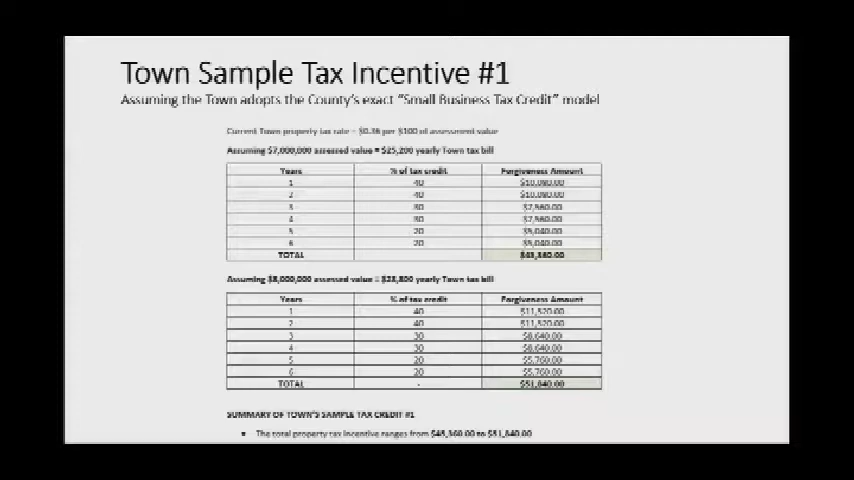 Town Sample Tax Incentive #1
Assuming the Town adopts the County's exact "Small Business Tax Credit" model
Current Town property tax rate - $0.36 per $100 of assessment value
Assuming $7,000,000 assessed value = $25,200 yearly Town tax bill
Years % of tax credit Forgiveness Amount
1 40 $10,080.00
2 40 $10,080.00
3 30 $7,560.00
4 30 $7,560.00
5 20 $5,040.00
6 20 $5,040.00
TOTAL $45,360.00
Assuming $8,000,000 assessed value = $28,800 yearly Town tax bill
Years % of tax credit Forgiveness Amount
1 40 $11,520.00
2 40 $11,520.00
3 30 $8,640.00
4 30 $8,640.00
5 20 $5,760.00
6 20 $5,760.00
TOTAL - $51,840.00
SUMMARY OF TOWN'S SAMPLE TAX CREDIT #1
• The total property tax incentive ranges from $45,360.00 to $51,840.00